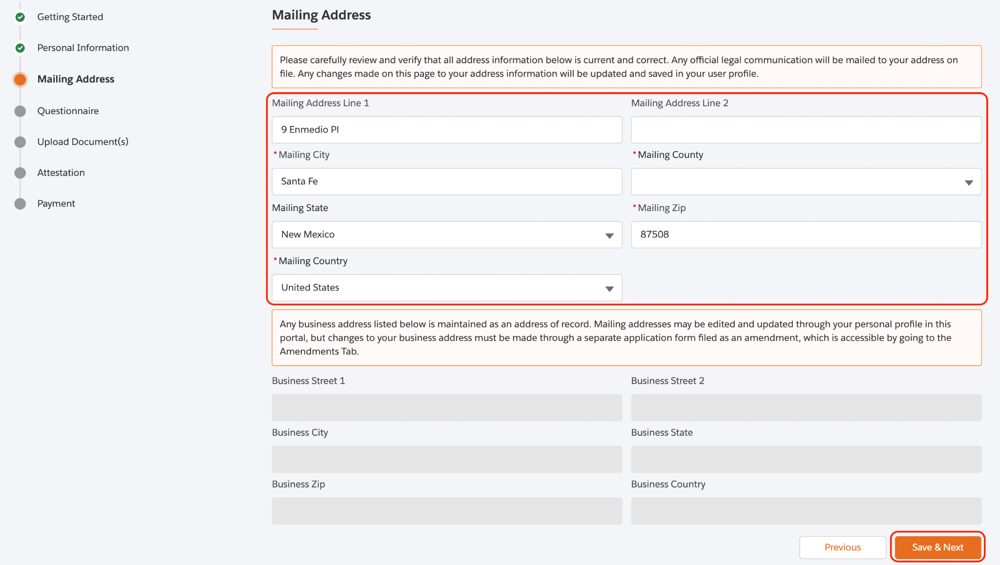 Getting Started
Personal Information
Mailing Address
Questionnaire
Upload Document(s)
Attestation
Payment
Mailing Address
Please carefully review and verify that all address information below is current and correct. Any official legal communication will be mailed to your address on
file. Any changes made on this page to your address information will be updated and saved in your user profile.
Mailing Address Line 1
Mailing Address Line 2
9 Enmedio Pl
* Mailing City
* Mailing County
Santa Fe
Mailing State
* Mailing Zip
New Mexico
87508
* Mailing Country
United States
Any business address listed below is maintained as an address of record. Mailing addresses may be edited and updated through your personal profile in this
portal, but changes to your business address must be made through a separate application form filed as an amendment, which is accessible by going to the
Amendments Tab.
Business Street 1
Business Street 2
Business City
Business State
Business Zip
Business Country
Previous
Save & Next